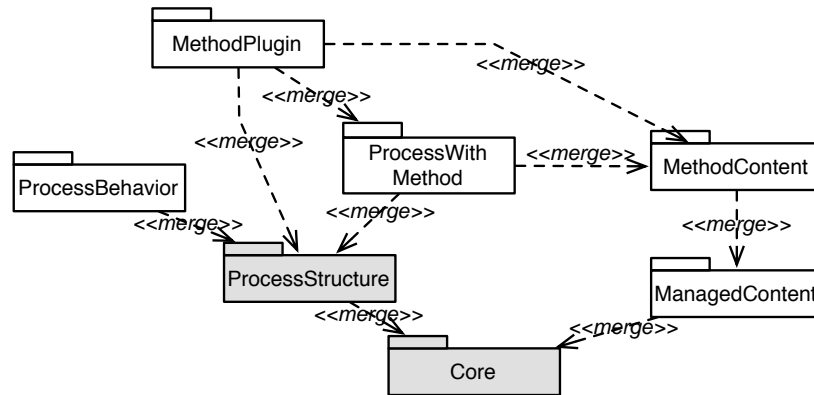 MethodPlugin
<<merge>>
<<merge>>
<<merge>>
ProcessWith
Method
<<merge>>
MethodContent
ProcessBehavior
<<merge>>
<<merge>>
<<merge>>
ProcessStructure
ManagedContent
<<merge>>
<<merge>>
Core